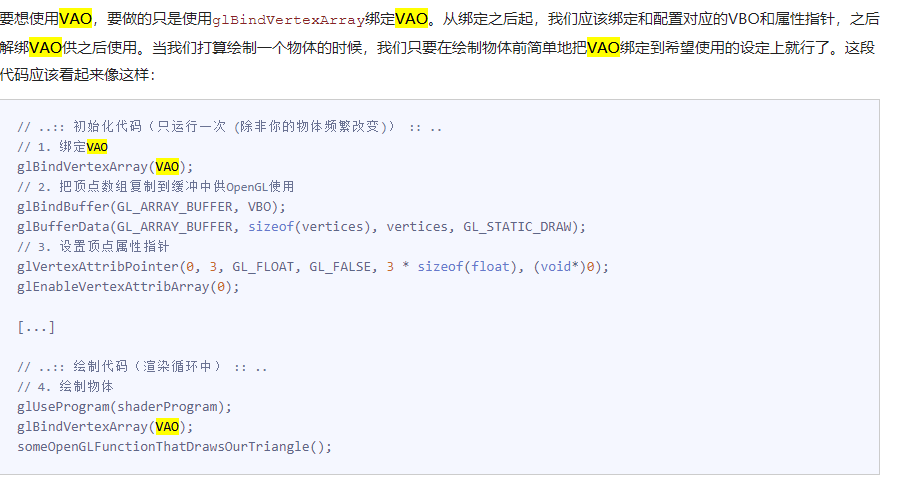 要想使用VAO，要做的只是使用glBindVertexArray绑定VAO。从绑定之后起，我们应该绑定和配置对应的VBO和属性指针，之后
解绑VAO供之后使用。当我们打算绘制一个物体的时候，我们只要在绘制物体前简单地把VAO绑定到希望使用的设定上就行了。这段
代码应该看起来像这样：
// ..:: 初始化代码（只运行一次 (除非你的物体频繁改变)） :: ..
// 1. 绑定VAO
glBindVertexArray(VAO);
// 2. 把顶点数组复制到缓冲中供OpenGL使用
glBindBuffer(GL_ARRAY_BUFFER, VBO);
glBufferData(GL_ARRAY_BUFFER, sizeof(vertices), vertices, GL_STATIC_DRAW);
// 3. 设置顶点属性指针
glVertexAttribPointer(0, 3, GL_FLOAT, GL_FALSE, 3 * sizeof(float), (void*)0);
glEnableVertexAttribArray(0);
[...]
// ..:: 绘制代码（渲染循环中） :: ..
// 4. 绘制物体
glUseProgram(shaderProgram);
glBindVertexArray(VAO);
someOpenGLFunctionThatDrawsOurTriangle();